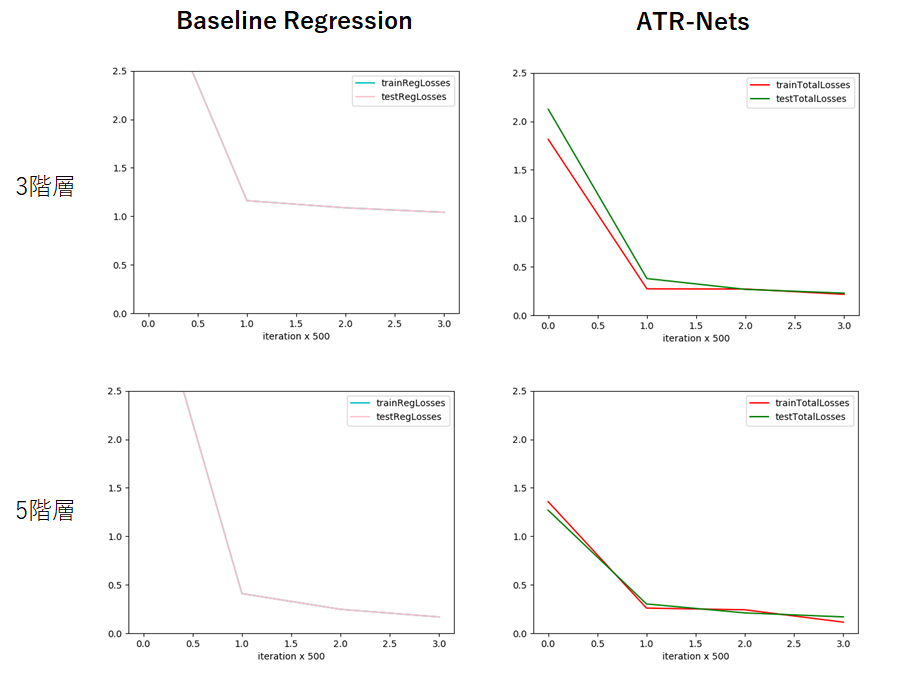 Baseline Regression
ATR-Nets
3階層
2.5
2.0
1.5
1.0
0.5
0.0
trainRegLosses
testRegLosses
0.0 0.5 1.0 1.5 2.0 2.5 3.0
iteration x 500
2.5
2.0
1.5
1.0
0.5
0.0
trainTotalLosses
testTotalLosses
0.0 0.5 1.0 1.5 2.0 2.5 3.0
iteration x 500
5階層
2.5
2.0
1.5
1.0
0.5
0.0
trainRegLosses
testRegLosses
0.0 0.5 1.0 1.5 2.0 2.5 3.0
iteration x 500
2.5
2.0
1.5
1.0
0.5
0.0
trainTotalLosses
testTotalLosses
0.0 0.5 1.0 1.5 2.0 2.5 3.0
iteration x 500